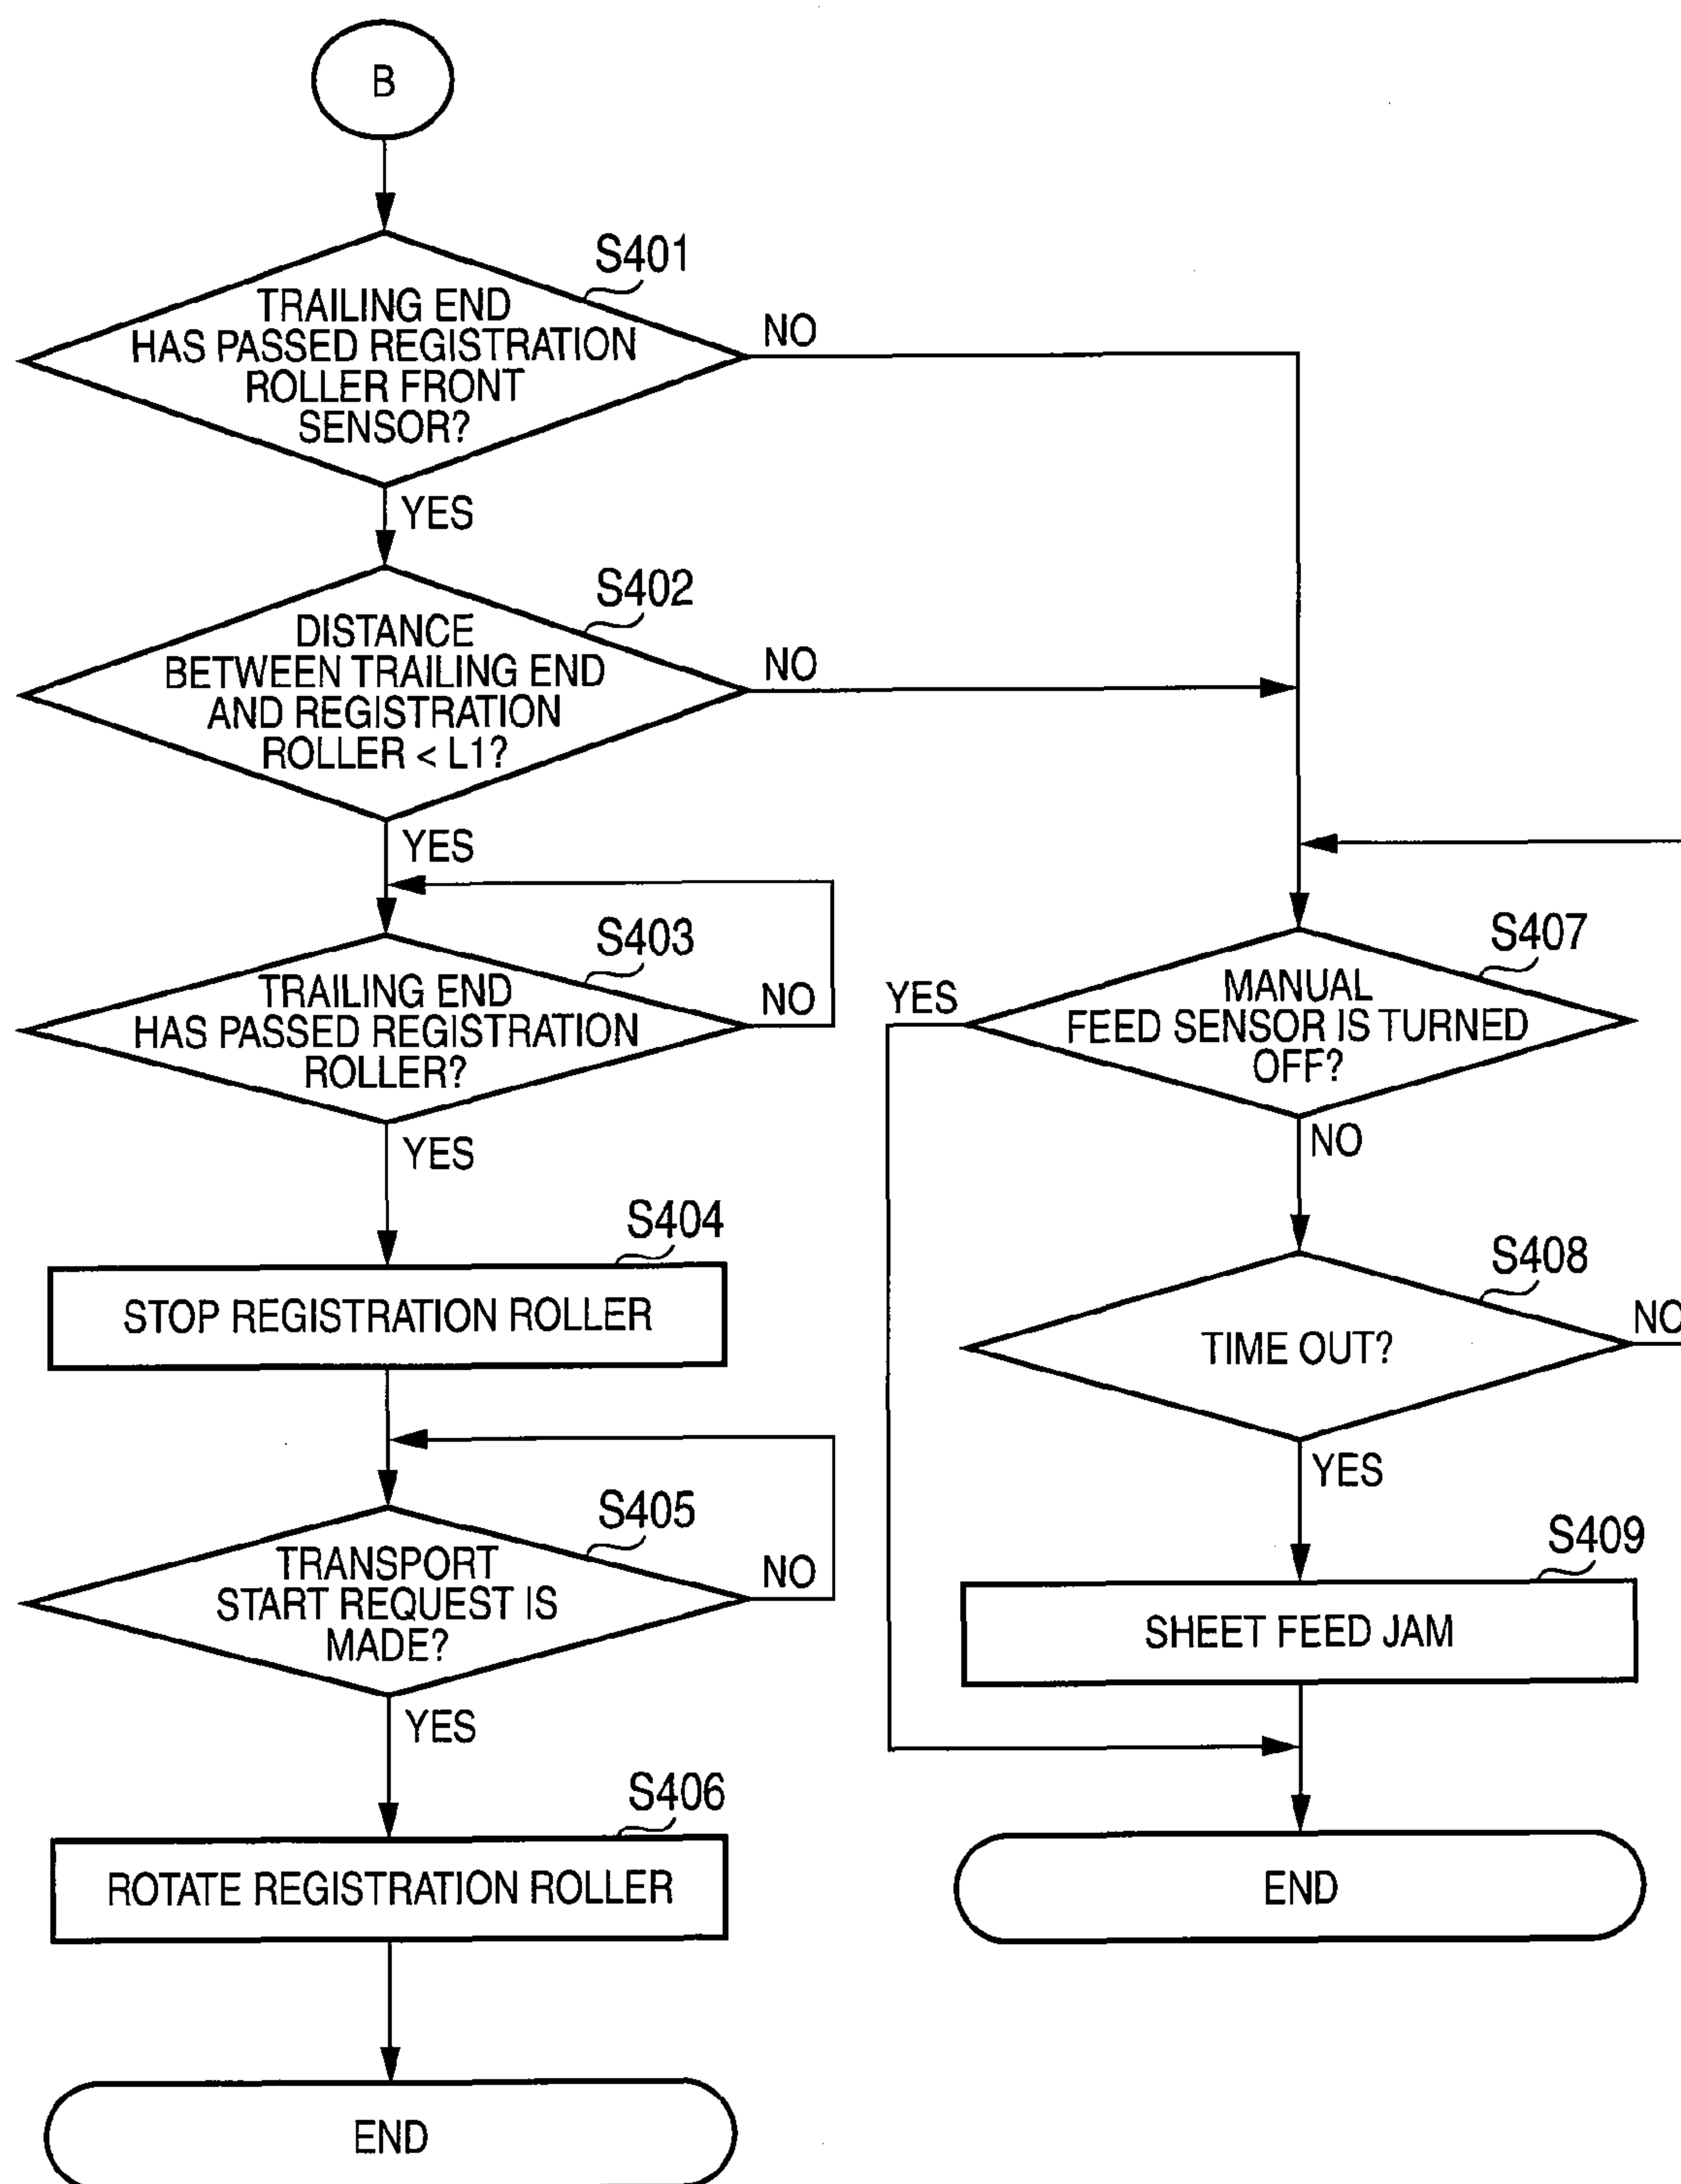 B
S401
TRAILING END
HAS PASSED REGISTRATION
ROLLER FRONT
SENSOR?
NO
YES
S402
DISTANCE
BETWEEN TRAILING END
AND REGISTRATION
ROLLER < L1?
NO
YES
S403
TRAILING END
HAS PASSED REGISTRATION
ROLLER?
NO
YES
S404
STOP REGISTRATION ROLLER
S405
TRANSPORT
START REQUEST IS
MADE?
NO
YES
S406
ROTATE REGISTRATION ROLLER
END
S407
MANUAL
FEED SENSOR IS TURNED
OFF?
YES
NO
S408
TIME OUT?
NO
YES
S409
SHEET FEED JAM
END